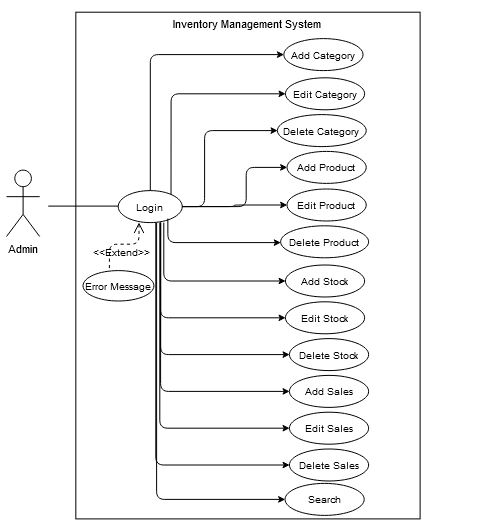 Inventory Management System
Add Category
Edit Category
Delete Category
Add Product
Login
Edit Product
Admin
Delete Product
<<Extend>>
Error Message
Add Stock
Edit Stock
Delete Stock
Add Sales
Edit Sales
Delete Sales
Search